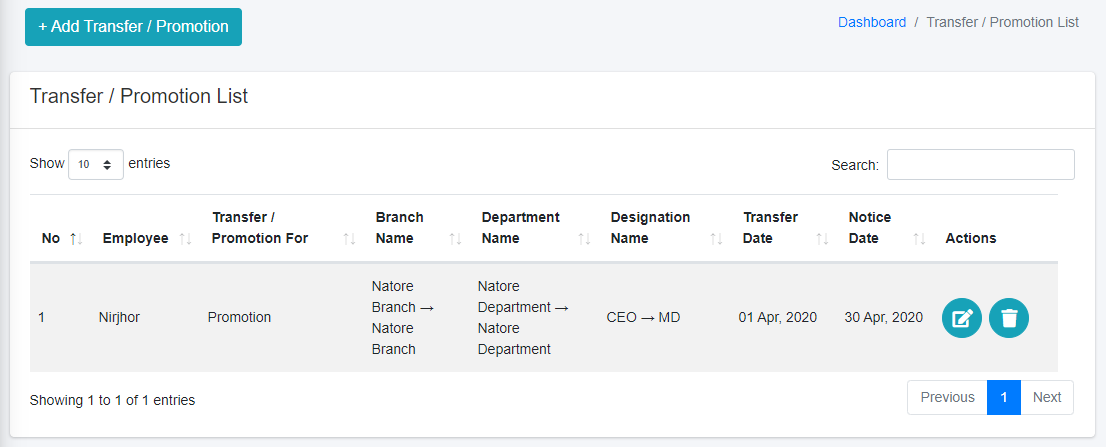 + Add Transfer / Promotion
Dashboard / Transfer / Promotion List
Transfer / Promotion List
Show 10 entries
Search:
No
Employee
Transfer /
Promotion For
Branch
Name
Department
Name
Designation
Name
Transfer
Date
Notice
Date
Actions
1
Nirjhor
Promotion
Natore
Branch →
Natore
Branch
Natore
Department →
Natore
Department
CEO → MD
01 Apr, 2020
30 Apr, 2020
Showing 1 to 1 of 1 entries
Previous 1 Next